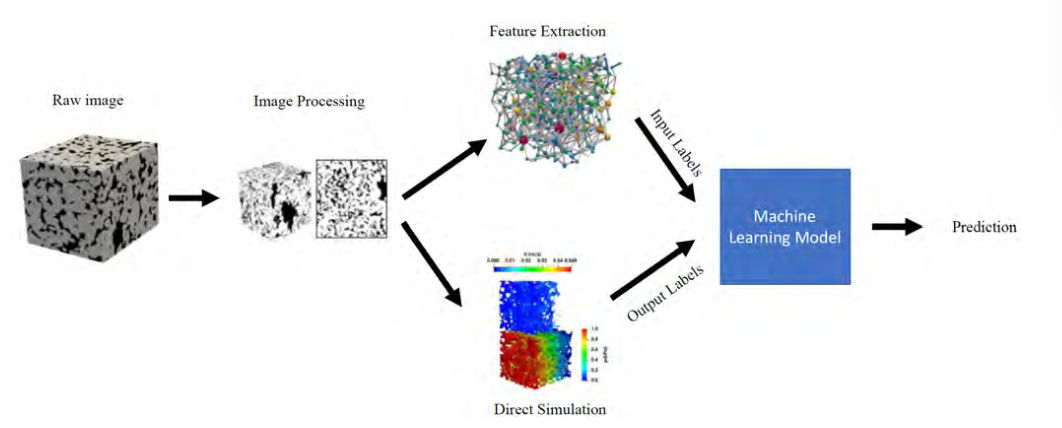 Feature Extraction
Raw image
Image Processing
Input Labels
Machine
Learning Model
Prediction
Output Labels
Direct Simulation